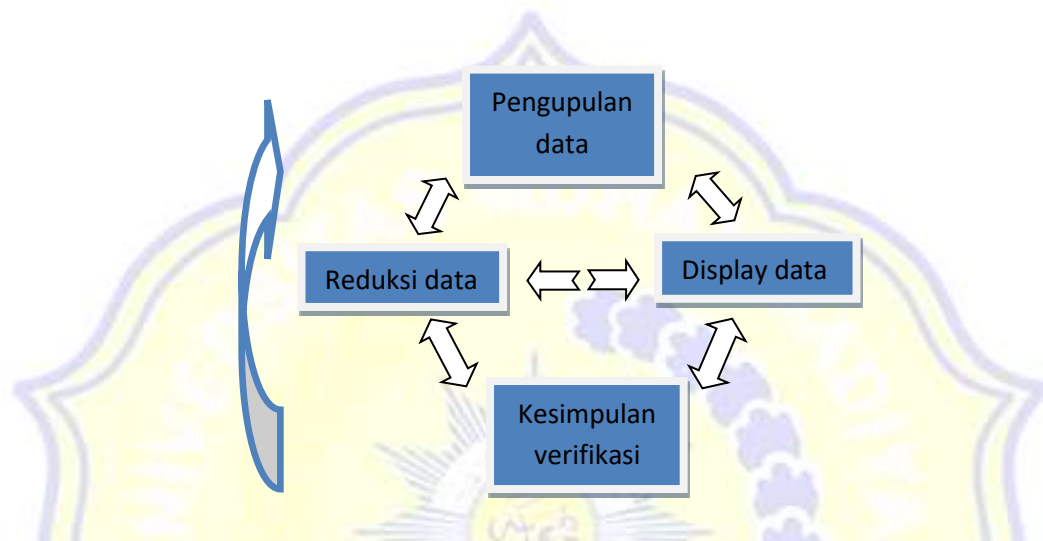 Pengupulan
data
Reduksi data
Display data
Kesimpulan
verifikasi